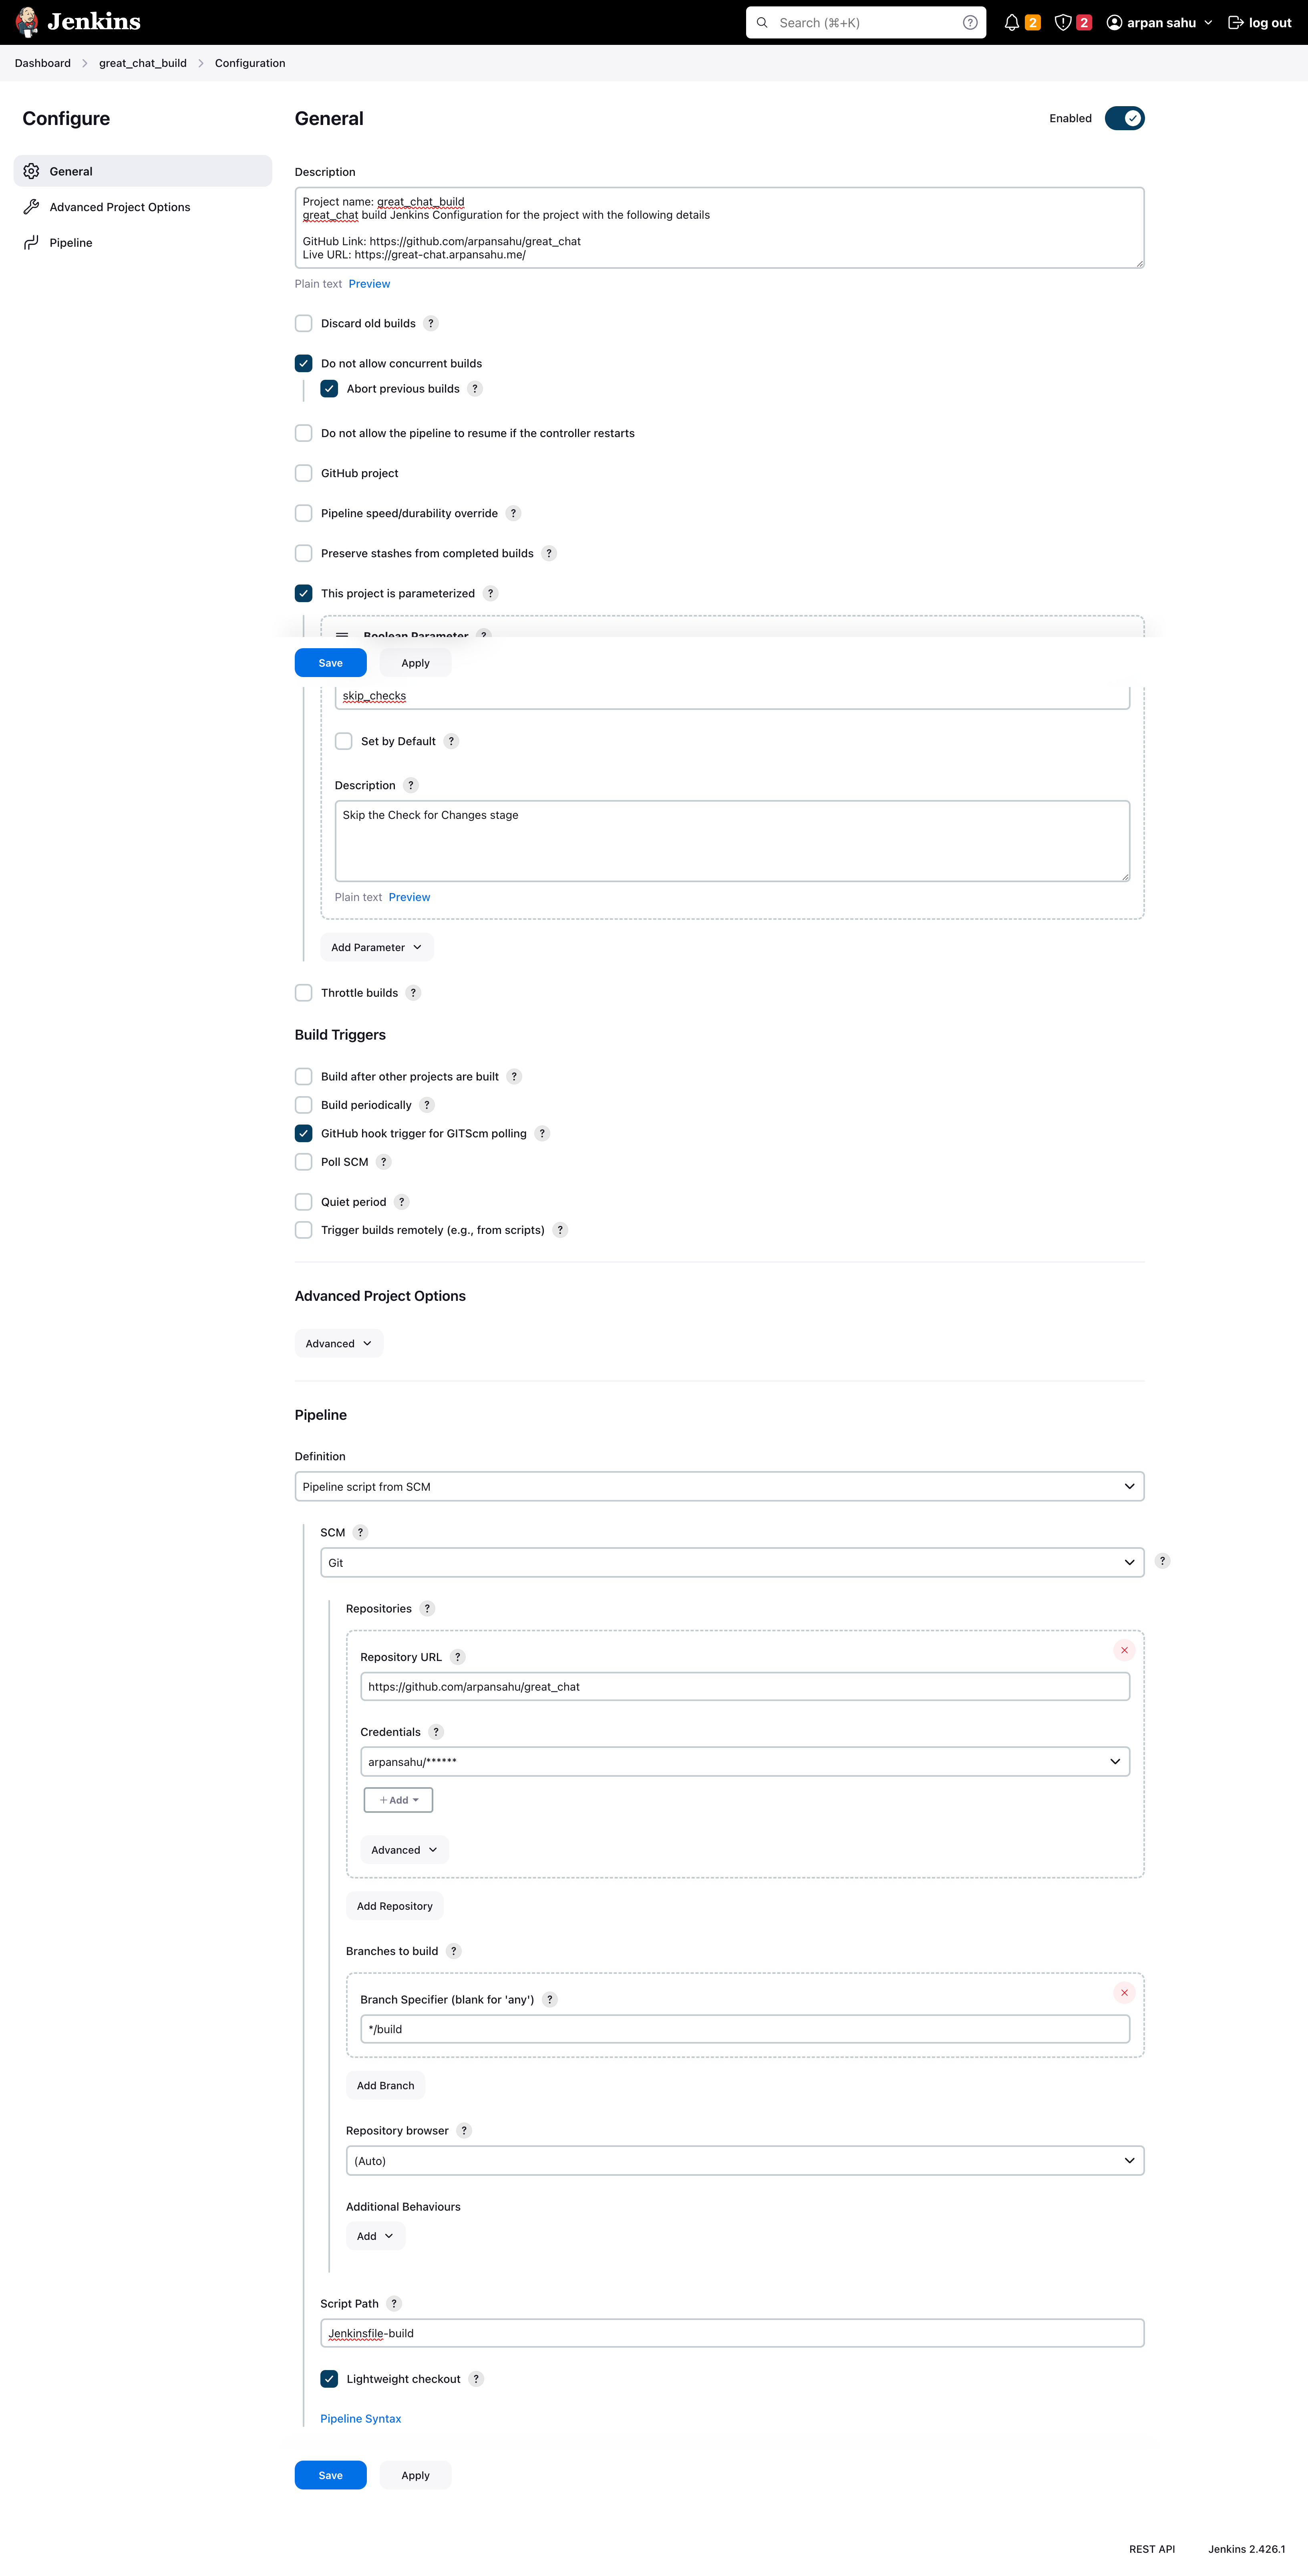 Jenkins
Search (⌘+K)
?
2
2
arpan sahu
log out
Dashboard
great_chat_build
Configuration
Configure
General
Advanced Project Options
Pipeline
General
Enabled
Description
Project name: great_chat_build
great_chat build Jenkins Configuration for the project with the following details
GitHub Link: https://github.com/arpansahu/great_chat
Live URL: https://great-chat.arpansahu.me/
Plain text Preview
Discard old builds ?
Do not allow concurrent builds
Abort previous builds ?
Do not allow the pipeline to resume if the controller restarts
GitHub project
Pipeline speed/durability override ?
Preserve stashes from completed builds ?
This project is parameterized ?
Boolean Parameter ?
Save
Apply
skip_checks
Set by Default ?
Description ?
Skip the Check for Changes stage
Plain text Preview
Add Parameter
Throttle builds ?
Build Triggers
Build after other projects are built ?
Build periodically ?
GitHub hook trigger for GITScm polling ?
Poll SCM ?
Quiet period ?
Trigger builds remotely (e.g., from scripts) ?
Advanced Project Options
Advanced
Pipeline
Definition
Pipeline script from SCM
SCM ?
Git
?
Repositories ?
Repository URL ?
https://github.com/arpansahu/great_chat
Credentials ?
arpansahu/******
+ Add
Advanced
Add Repository
Branches to build ?
Branch Specifier (blank for 'any') ?
*/build
Add Branch
Repository browser ?
(Auto)
Additional Behaviours
Add
Script Path ?
Jenkinsfile-build
Lightweight checkout ?
Pipeline Syntax
Save
Apply
REST API
Jenkins 2.426.1